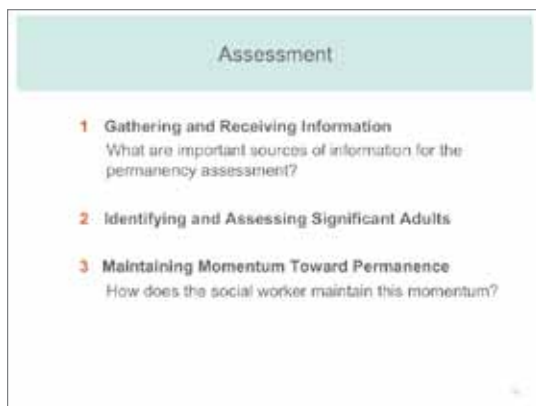 Assessment
1 Gathering and Receiving Information
What are important sources of information for the
permanency assessment?
2 Identifying and Assessing Significant Adults
3 Maintaining Momentum Toward Permanence
How does the social worker maintain this momentum?